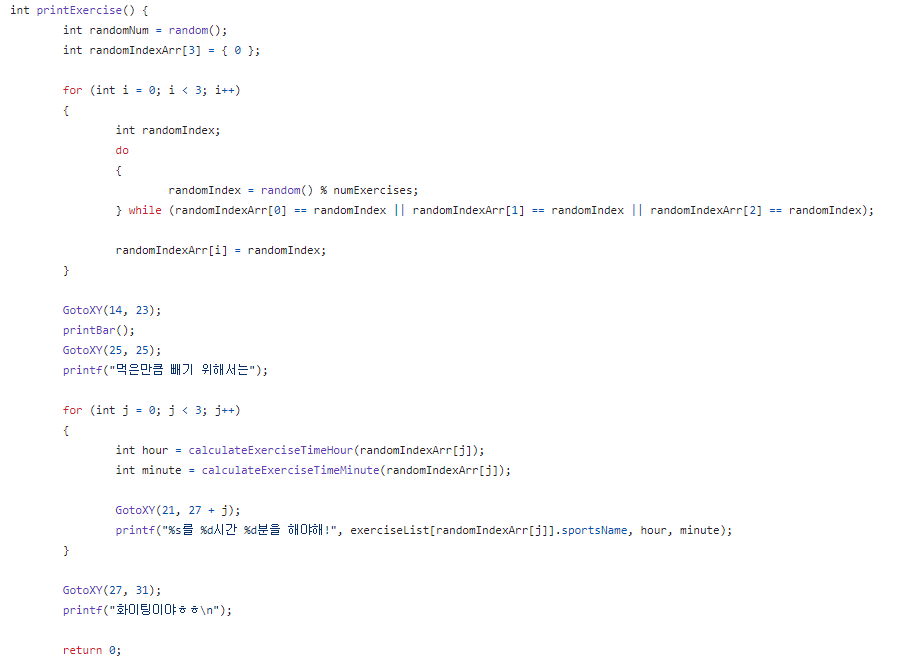 int printExercise() {
int randomNum = random();
int randomIndexArr[3] = { 0 };
for (int i = 0; i < 3; i++)
{
int randomIndex;
do
{
randomIndex = random() % numExercises;
} while (randomIndexArr[0] == randomIndex || randomIndexArr[1] == randomIndex || randomIndexArr[2] == randomIndex);
randomIndexArr[i] = randomIndex;
}
GotoXY(14, 23);
printBar();
GotoXY(25, 25);
printf("먹은만큼 빼기 위해서는");
for (int j = 0; j < 3; j++)
{
int hour = calculateExerciseTimeHour(randomIndexArr[j]);
int minute = calculateExerciseTimeMinute(randomIndexArr[j]);
GotoXY(21, 27 + j);
printf("%s를 %d시간 %d분을 해야해!", exerciseList[randomIndexArr[j]].sportsName, hour, minute);
}
GotoXY(27, 31);
printf("화이팅이야ㅎㅎ\n");
return 0;